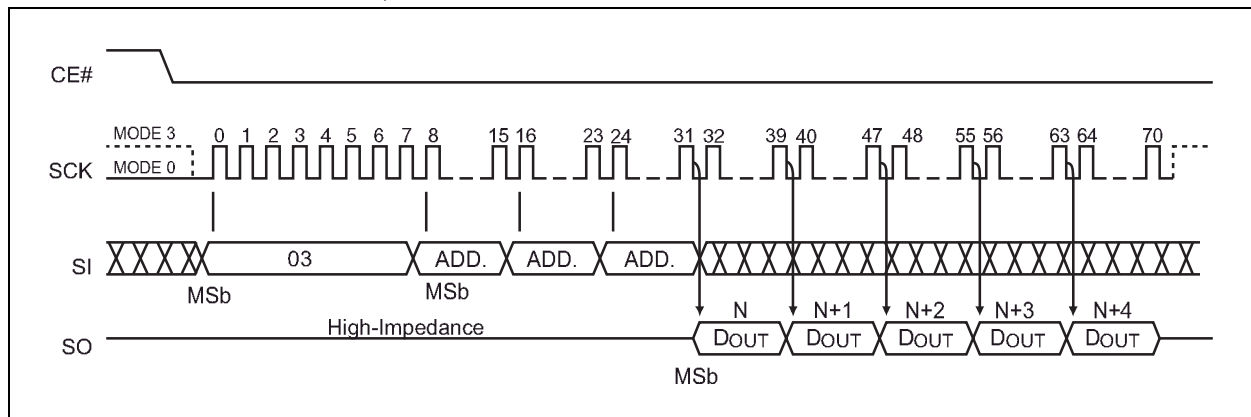 CE#
MODE 3
0 1 2 3 4 5 6 7 8 15 16 23 24 31 32 39 40 47 48 55 56 63 64 70
SCK
MODE 0
SI
03
ADD.
ADD.
ADD.
MSb
MSb
High-Impedance
N
N+1
N+2
N+3
N+4
SO
DOUT
DOUT
DOUT
DOUT
DOUT
MSb